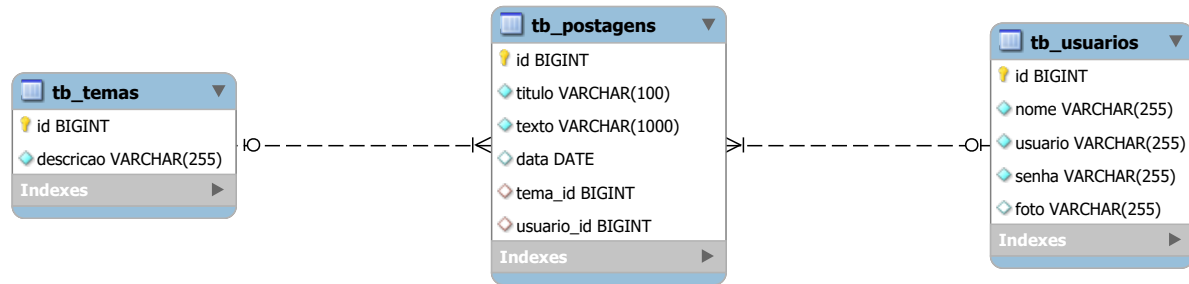 tb_temas
id BIGINT
descricao VARCHAR(255)
Indexes
tb_postagens
id BIGINT
titulo VARCHAR(100)
texto VARCHAR(1000)
data DATE
tema_id BIGINT
usuario_id BIGINT
Indexes
tb_usuarios
id BIGINT
nome VARCHAR(255)
usuario VARCHAR(255)
senha VARCHAR(255)
foto VARCHAR(255)
Indexes